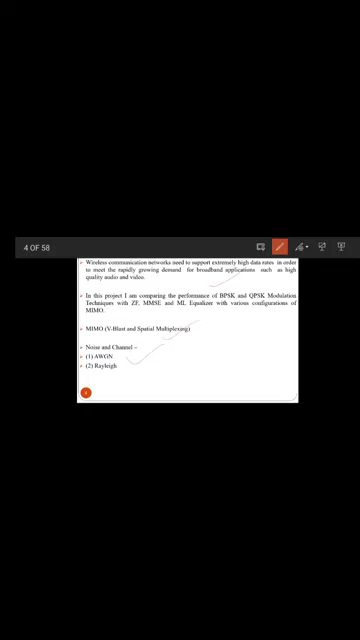 4 OF 58
Wireless communication networks need to support extremely high data rates in order
to meet the rapidly growing demand for broadband applications such as high
quality audio and video.
In this project I am comparing the performance of BPSK and QPSK Modulation
Techniques with ZF, MMSE and ML Equalizer with various configurations of
MIMO.
MIMO (V-Blast and Spatial Multiplexing)
Noise and Channel –
(1) AWGN
(2) Rayleigh
4